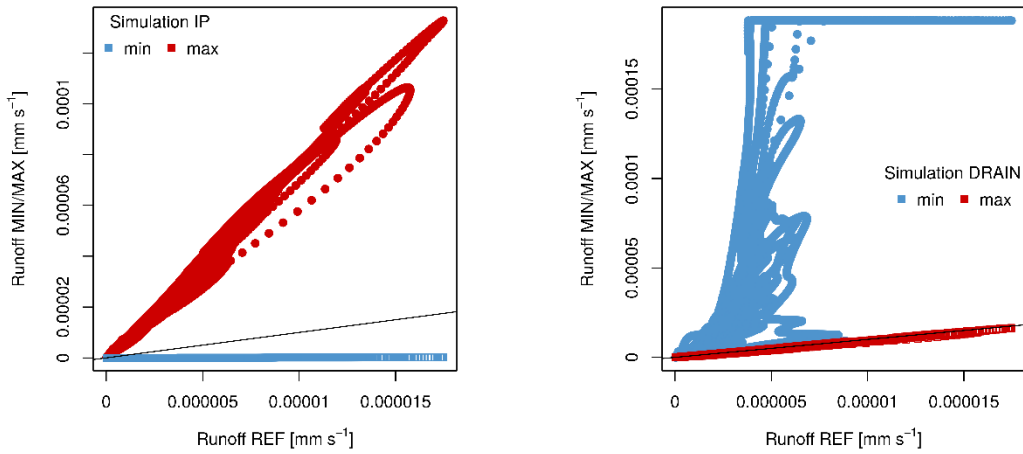 Simulation IP
min max
Runoff MIN/MAX [mm s⁻¹]
0 0.00002 0.00006 0.0001
0 0.000005 0.00001 0.000015
Runoff REF [mm s⁻¹]
Simulation DRAIN
min max
Runoff MIN/MAX [mm s⁻¹]
0 0.00005 0.0001 0.00015
0 0.000005 0.00001 0.000015
Runoff REF [mm s⁻¹]